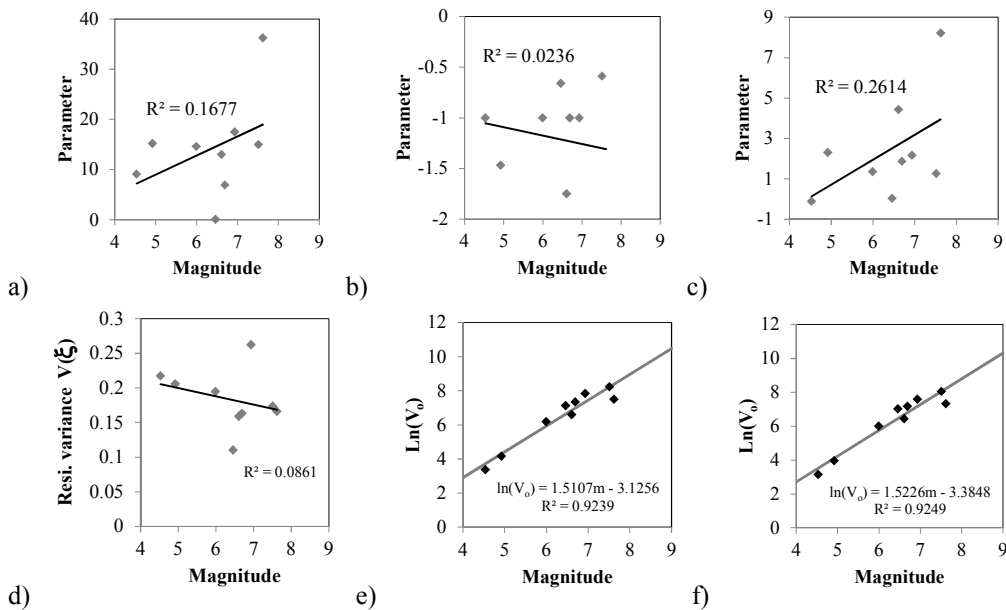 40
30
20
10
0
4 5 6 7 8 9
Parameter
Magnitude
R² = 0.1677
a)
0
-0.5
-1
-1.5
-2
4 5 6 7 8 9
Parameter
Magnitude
R² = 0.0236
b)
9
7
5
3
1
-1
4 5 6 7 8 9
Parameter
Magnitude
R² = 0.2614
c)
0.3
0.25
0.2
0.15
0.1
0.05
0
4 5 6 7 8 9
Resi. variance V(ξ)
Magnitude
R² = 0.0861
d)
12
10
8
6
4
2
0
4 5 6 7 8 9
Ln(Vₒ)
Magnitude
ln(Vₒ) = 1.5107m - 3.1256
R² = 0.9239
e)
12
10
8
6
4
2
0
4 5 6 7 8 9
Ln(Vₒ)
Magnitude
ln(Vₒ) = 1.5226m - 3.3848
R² = 0.9249
f)